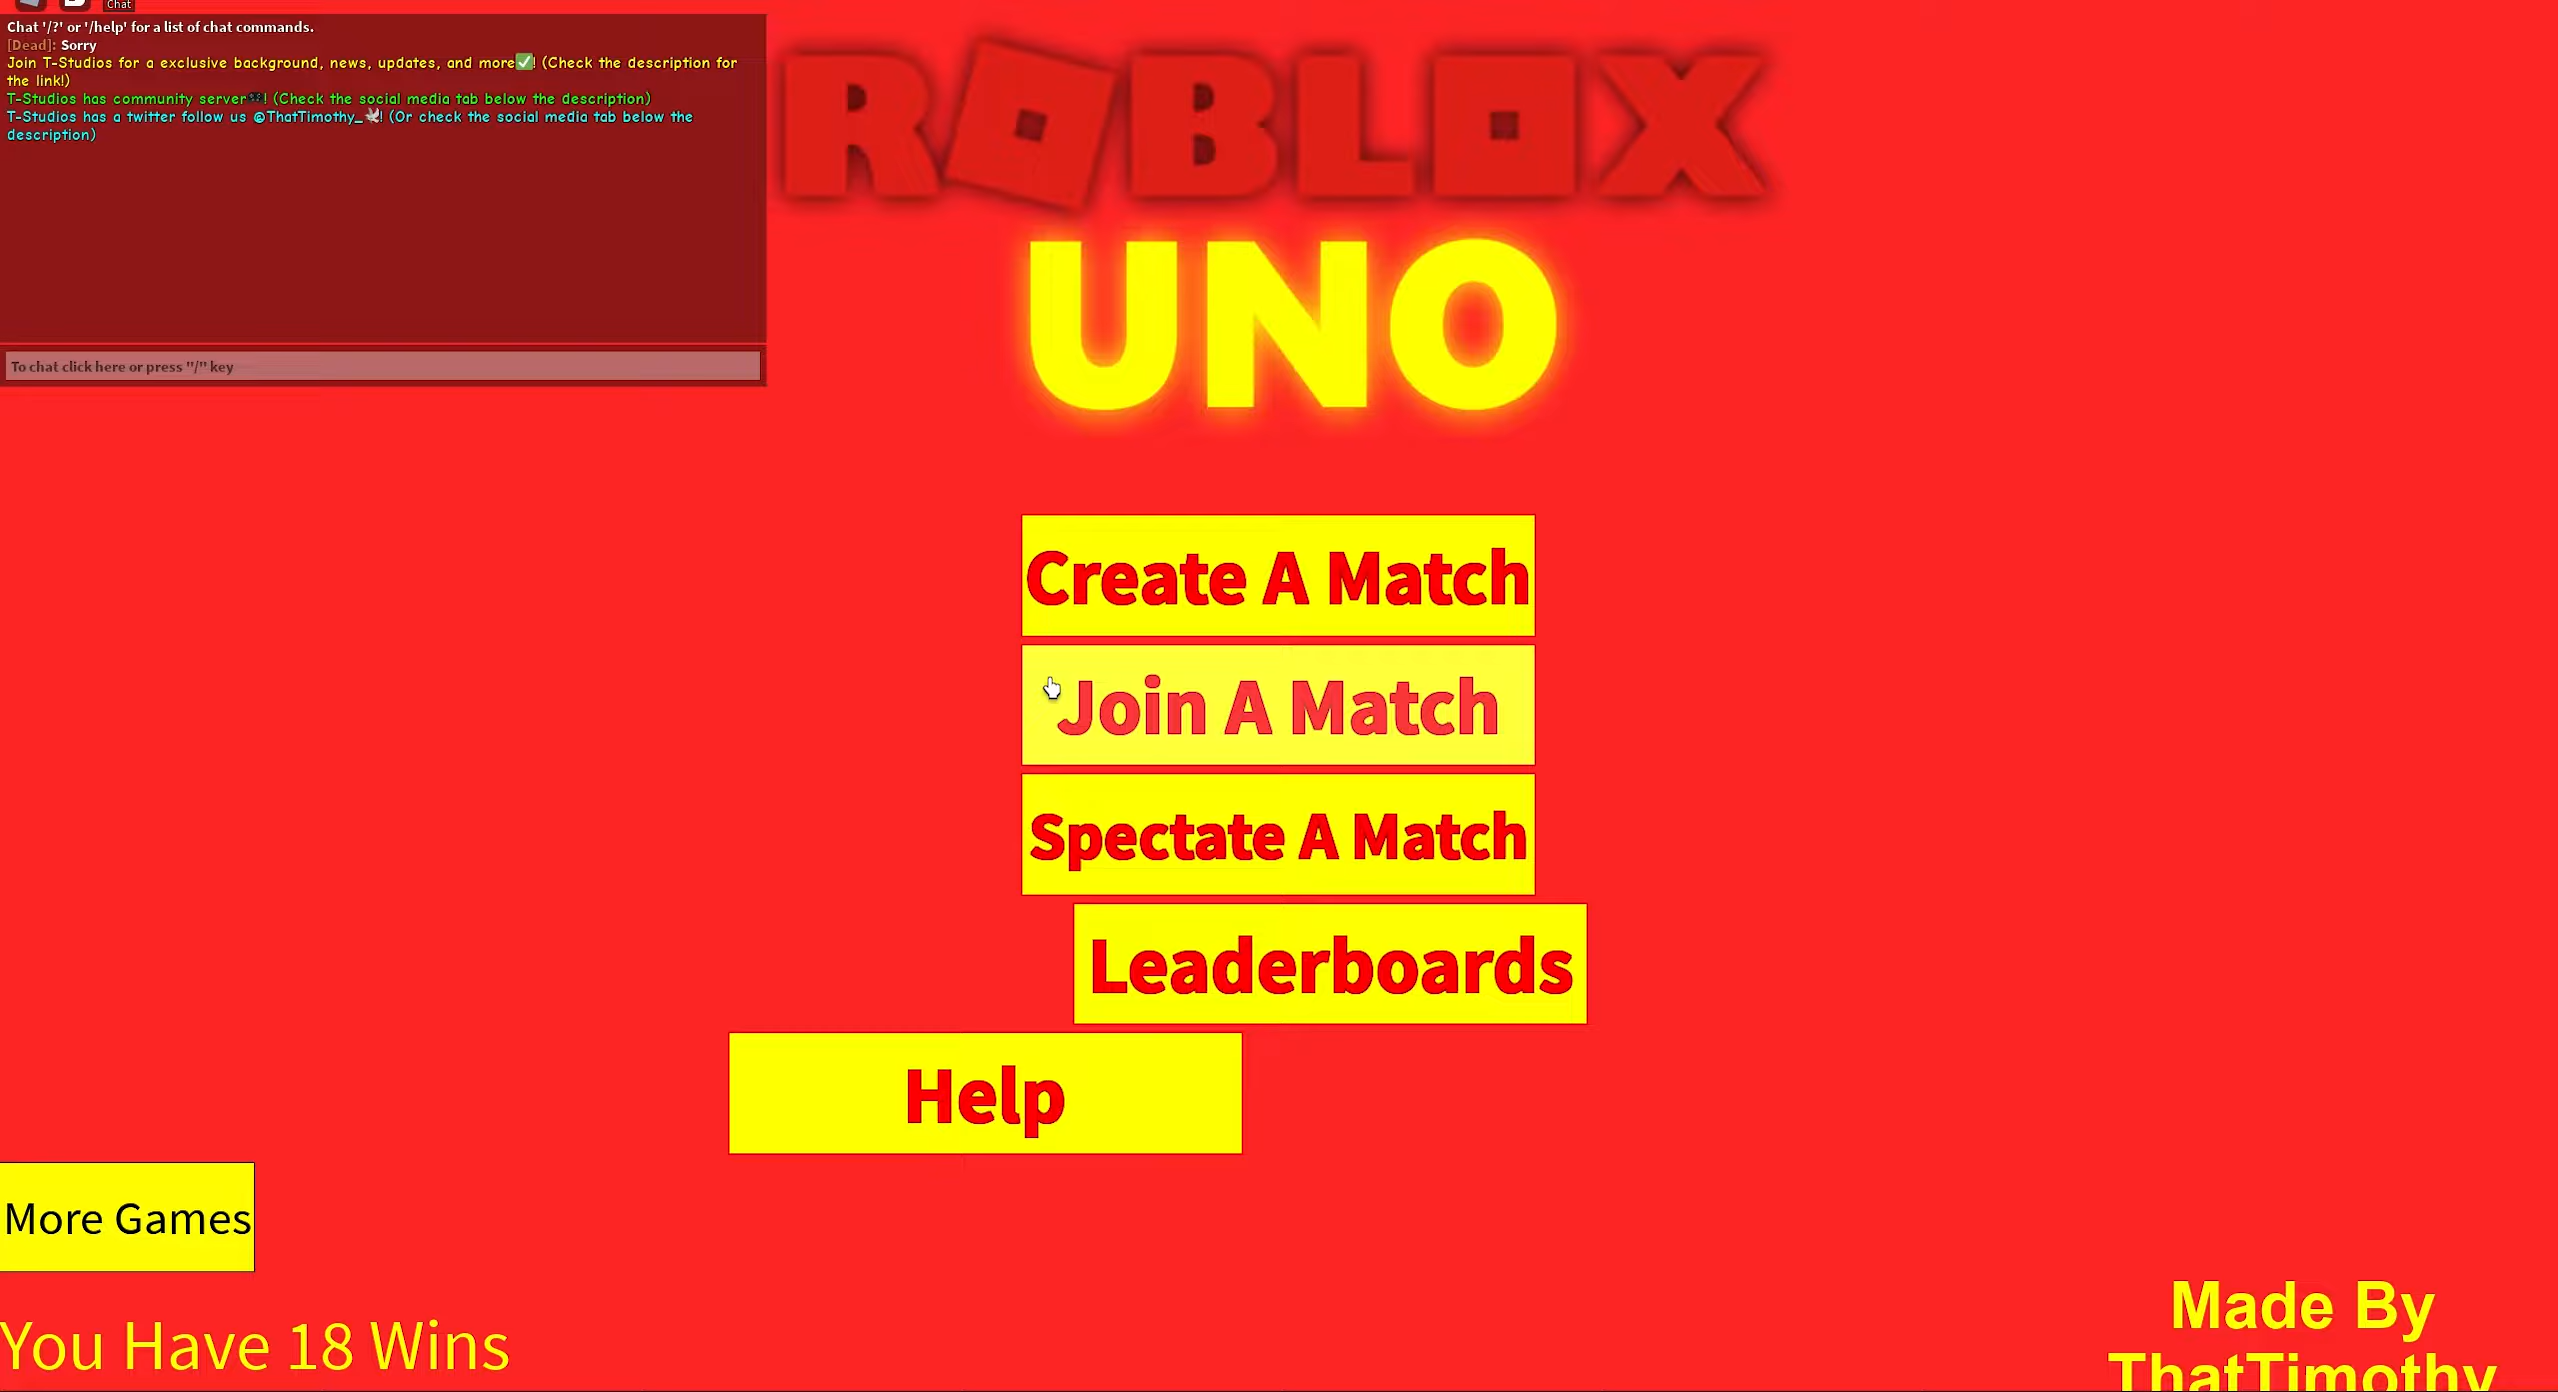 Chat
Chat '/?' or '/help' for a list of chat commands.
[Dead]: Sorry
Join T-Studios for a exclusive background, news, updates, and more✅! (Check the description for
the link!)
T-Studios has community server🎮! (Check the social media tab below the description)
T-Studios has a twitter follow us @ThatTimothy_🕊! (Or check the social media tab below the
description)
To chat click here or press "/" key
ROBLOX
UNO
Create A Match
Join A Match
Spectate A Match
Leaderboards
Help
More Games
You Have 18 Wins
Made By
ThatTimothy